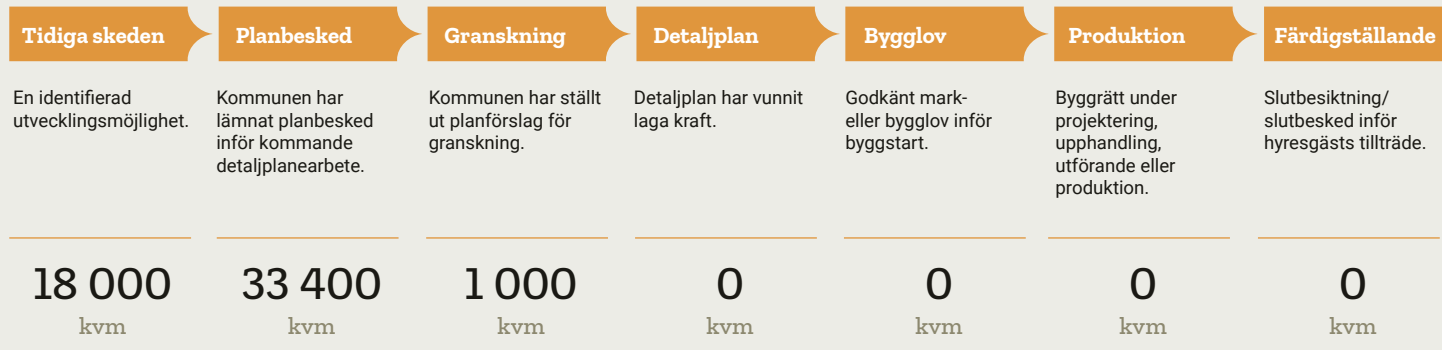 Tidiga skeden
Planbesked
Granskning
Detaljplan
Bygglov
Produktion
Färdigställande
En identifierad
utvecklingsmöjlighet.
Kommunen har
lämnat planbesked
inför kommande
detaljplanearbete.
Kommunen har ställt
ut planförslag för
granskning.
Detaljplan har vunnit
laga kraft.
Godkänt mark-
eller bygglov inför
byggstart.
Byggrätt under
projektering,
upphandling,
utförande eller
produktion.
Slutbesiktning/
slutbesked inför
hyresgästs tillträde.
18 000
kvm
33 400
kvm
1 000
kvm
0
kvm
0
kvm
0
kvm
0
kvm